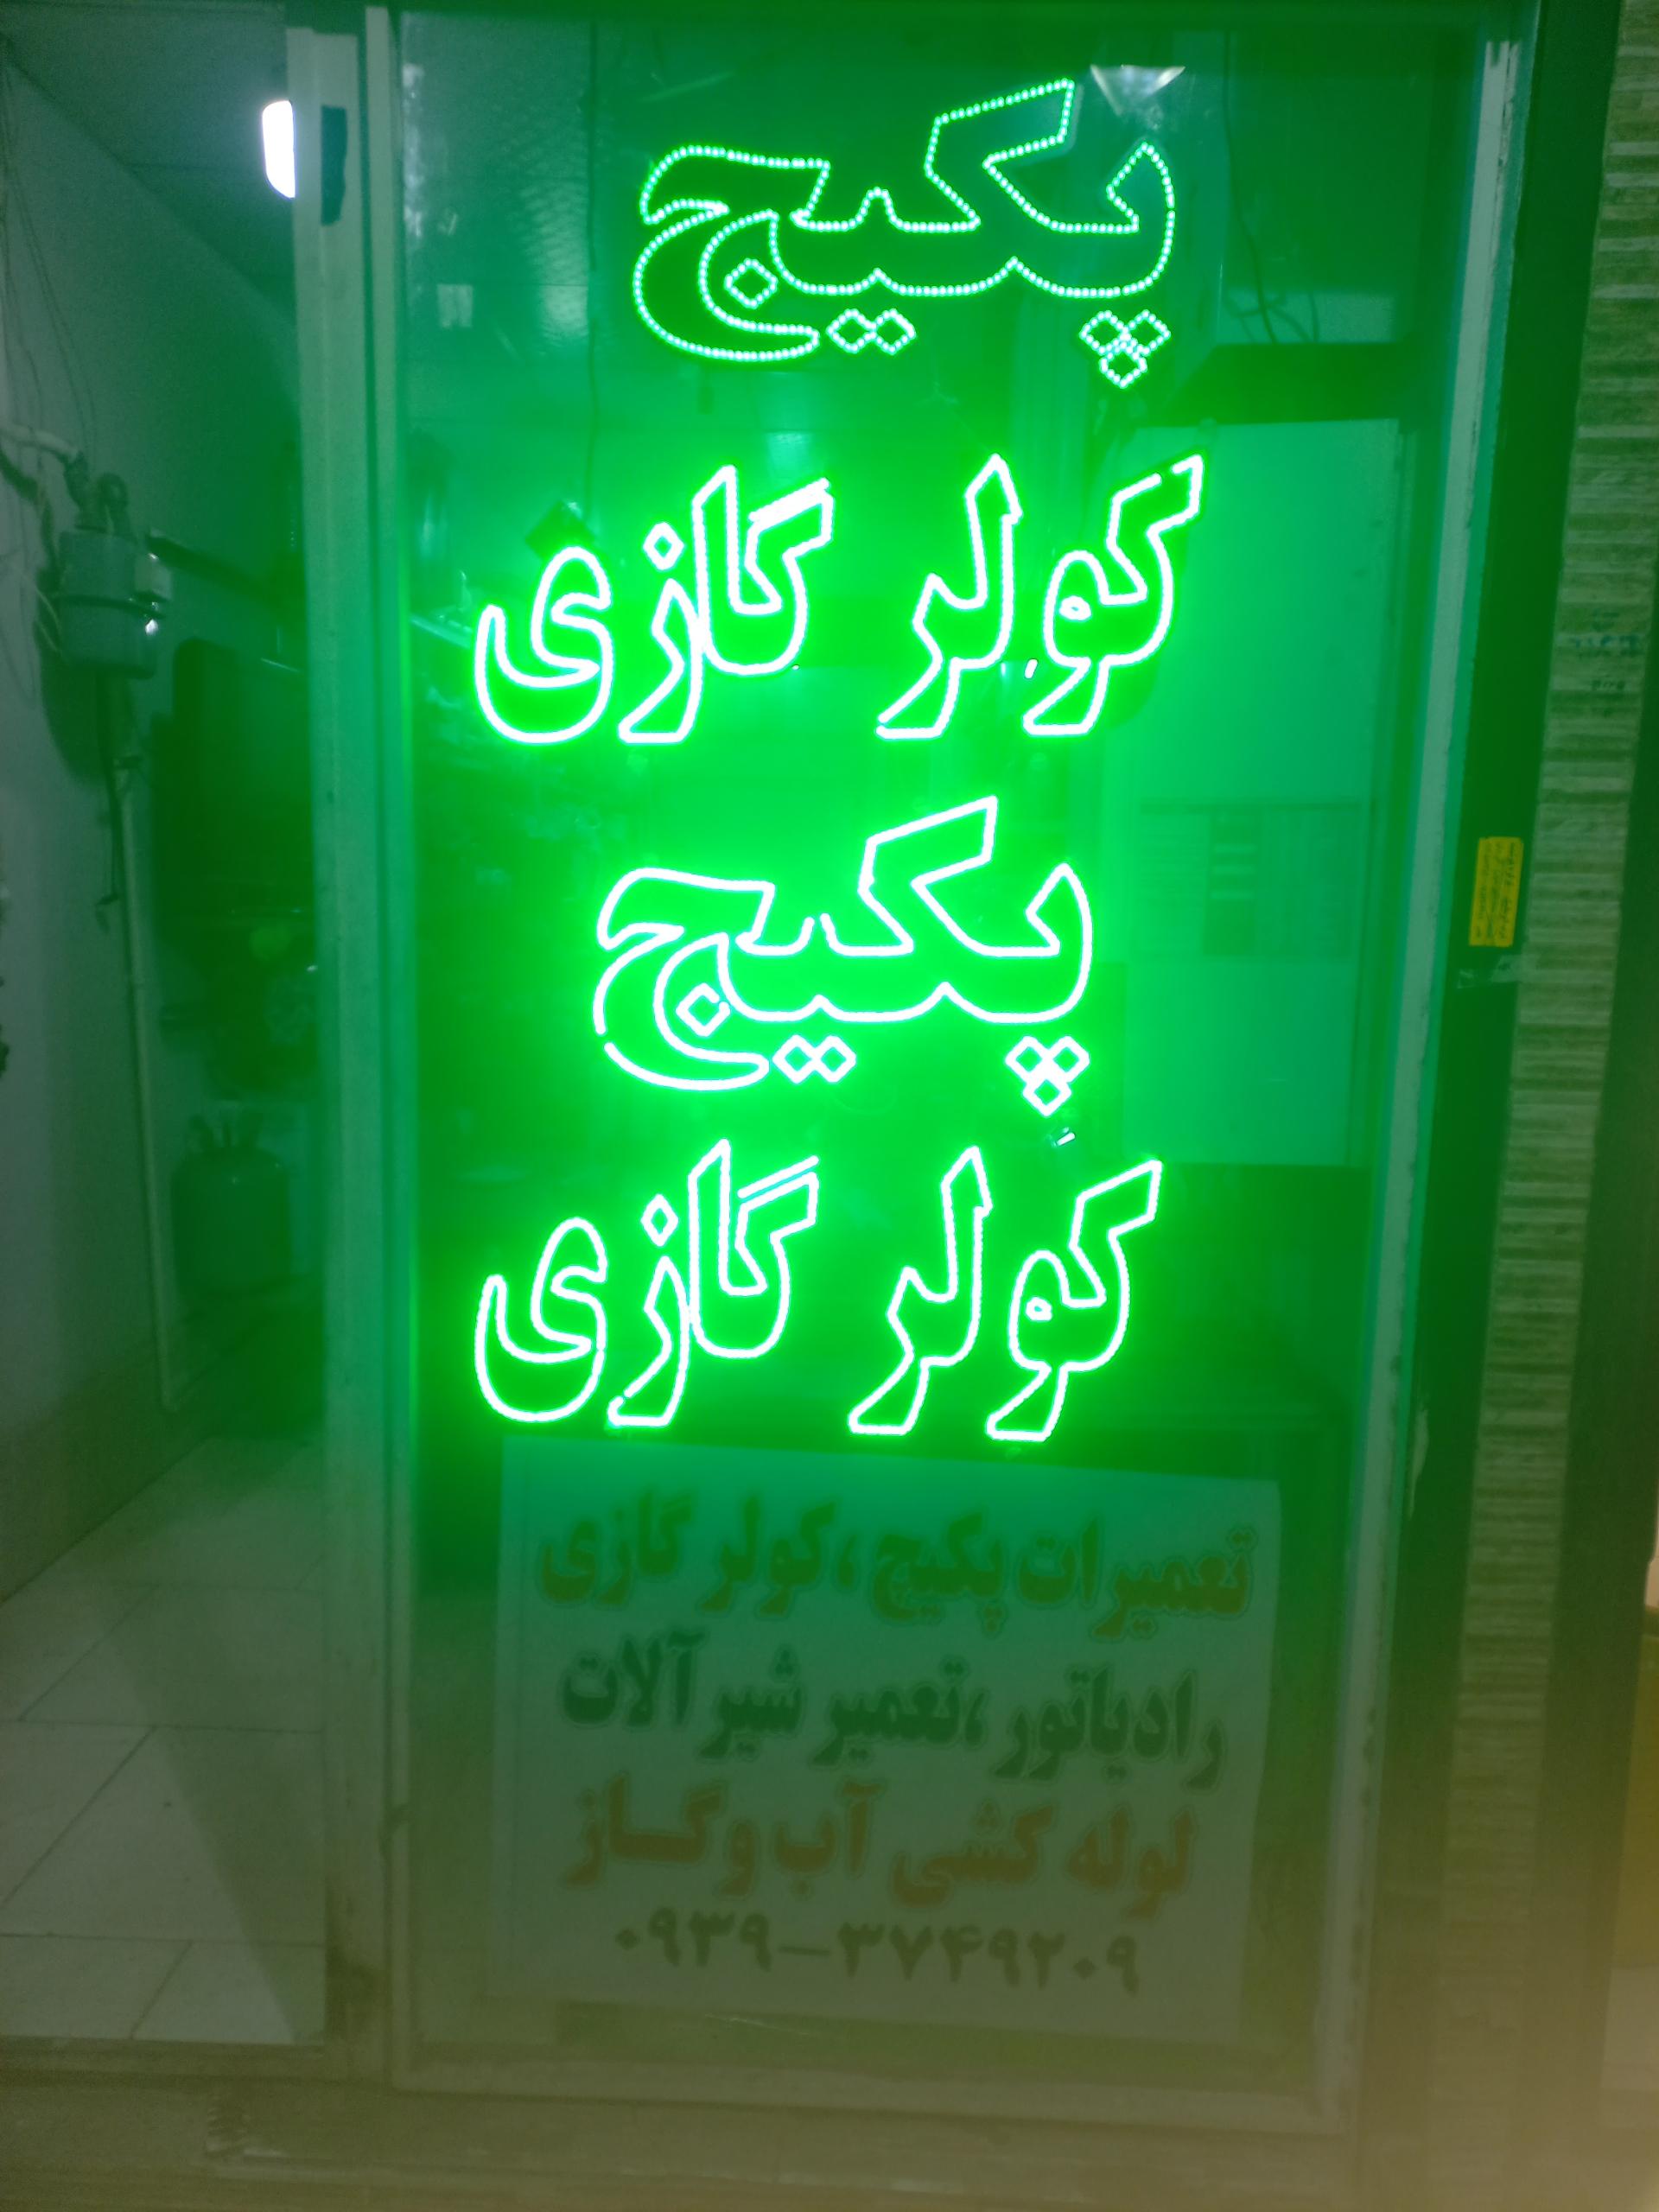 پکیج
کولر گازی
پکیج
کولر گازی
تعمیرات پکیج، کولر گازی
رادیاتور، تعمیر شیر آلات
لوله کشی آب و گاز
۰۹۳۹-۳۷۴۹۲۰۹